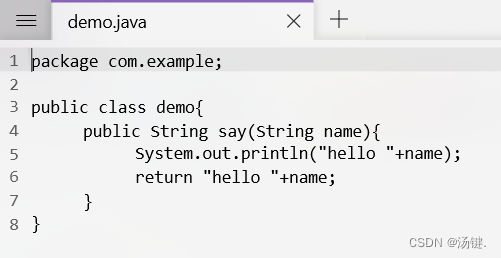 demo.java
1 package com.example;
2
3 public class demo{
4 public String say(String name){
5 System.out.println("hello "+name);
6 return "hello "+name;
7 }
8 }
CSDN @汤键.